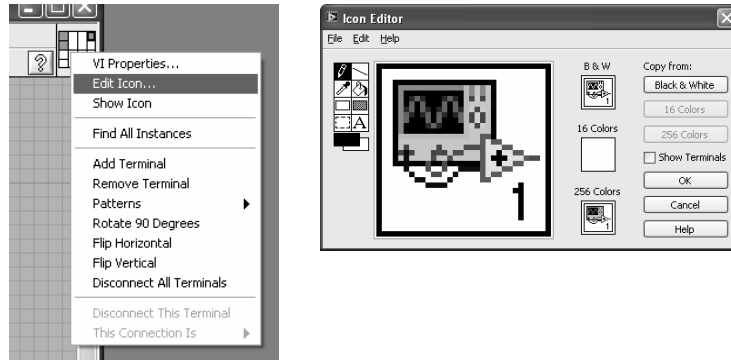 ?
VI Properties...
Edit Icon...
Show Icon
Find All Instances
Add Terminal
Remove Terminal
Patterns
Rotate 90 Degrees
Flip Horizontal
Flip Vertical
Disconnect All Terminals
Disconnect This Terminal
This Connection Is
Icon Editor
File Edit Help
A
1
B & W
1
16 Colors
256 Colors
1
Copy from:
Black & White
16 Colors
256 Colors
Show Terminals
OK
Cancel
Help